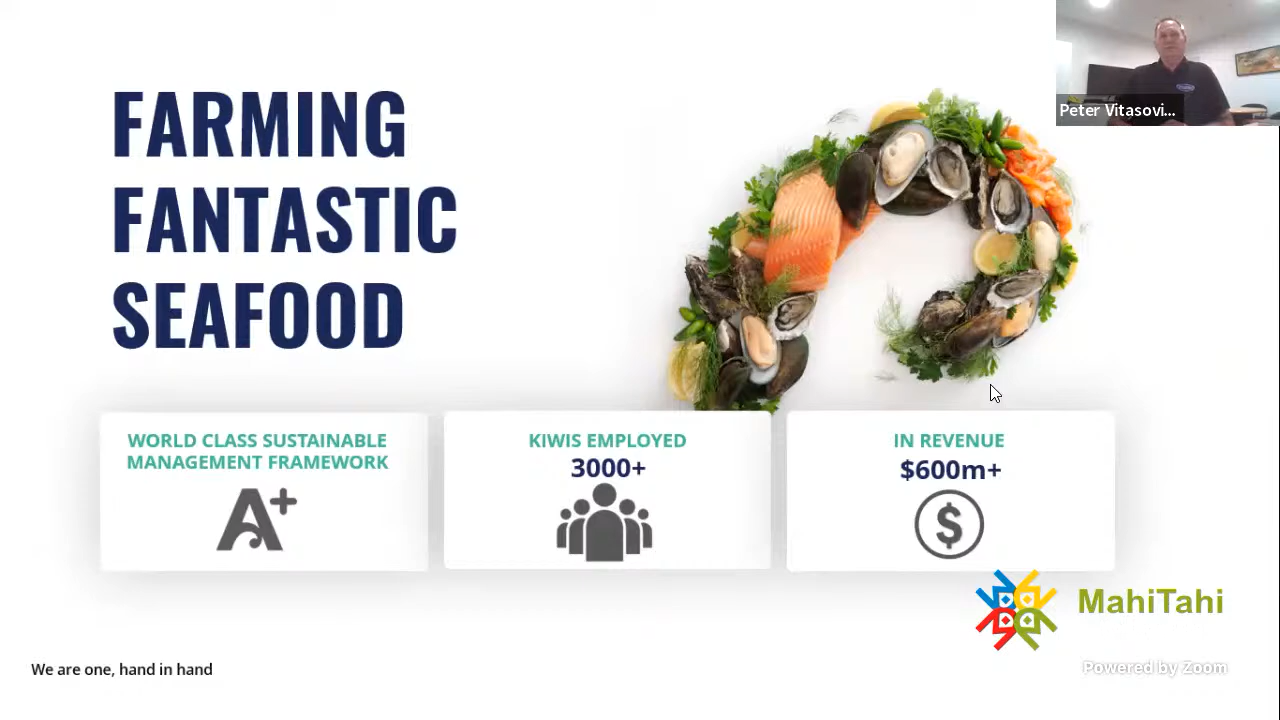 FARMING
FANTASTIC
SEAFOOD
Peter Vitasovi...
WORLD CLASS SUSTAINABLE
MANAGEMENT FRAMEWORK
A+
KIWIS EMPLOYED
3000+
IN REVENUE
$600m+
$
MahiTahi
We are one, hand in hand
Powered by Zoom